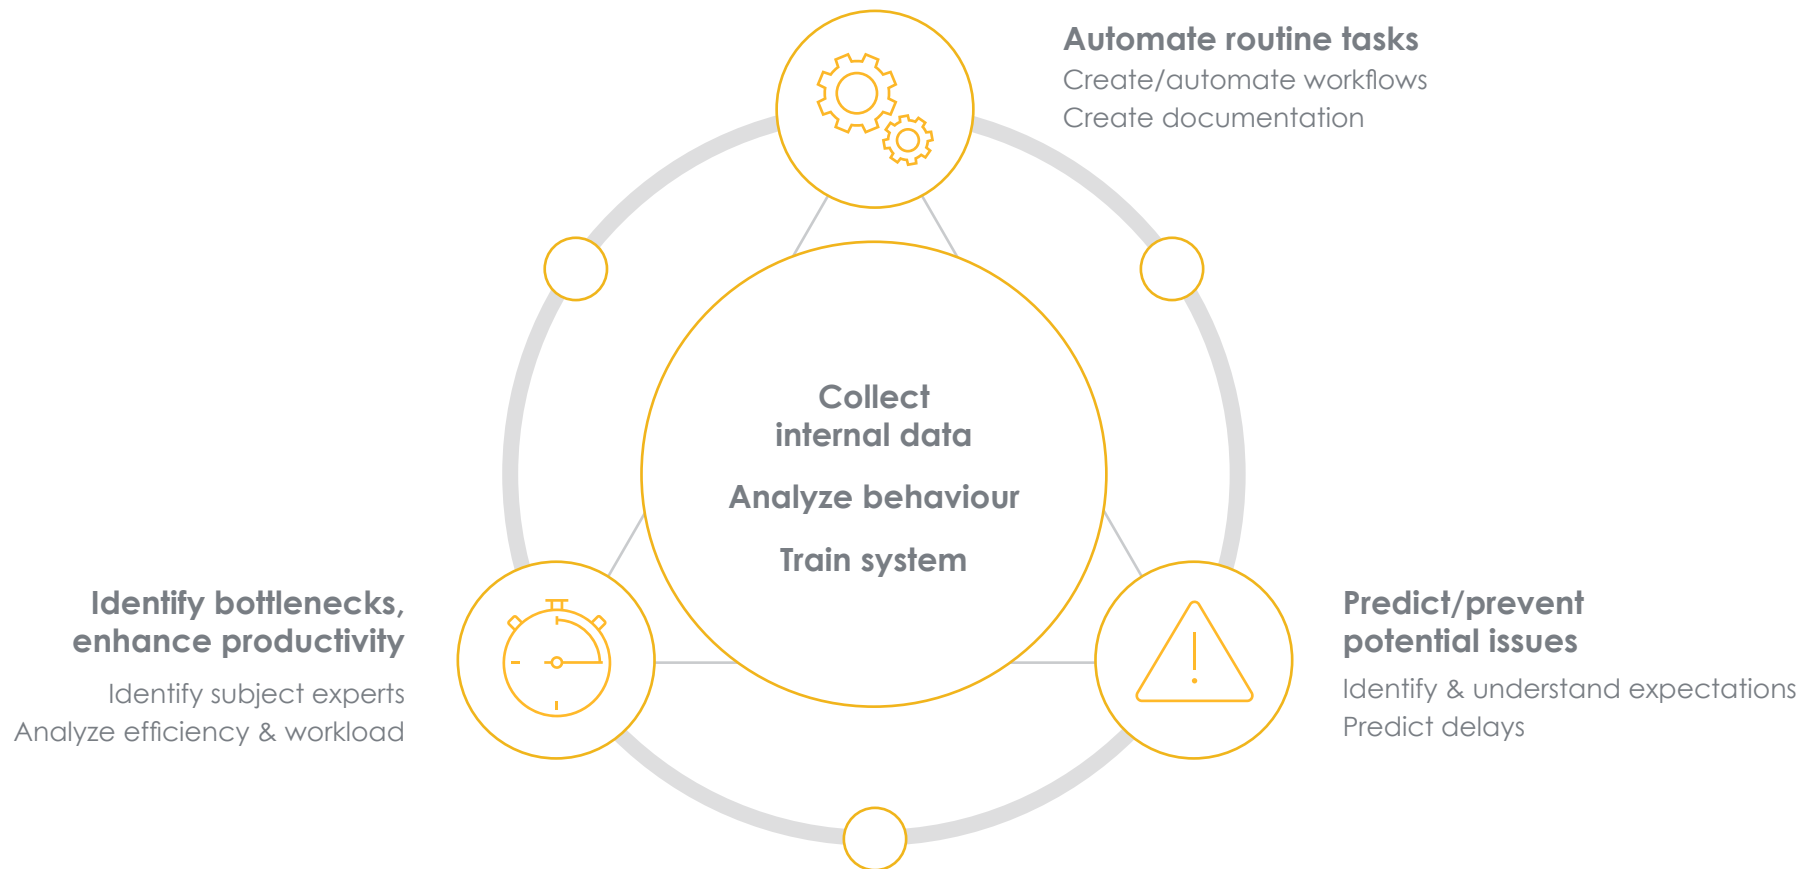 Automate routine tasks
Create/automate workflows
Create documentation
Collect
internal data
Analyze behaviour
Train system
Identify bottlenecks,
enhance productivity
Identify subject experts
Analyze efficiency & workload
Predict/prevent
potential issues
Identify & understand expectations
Predict delays